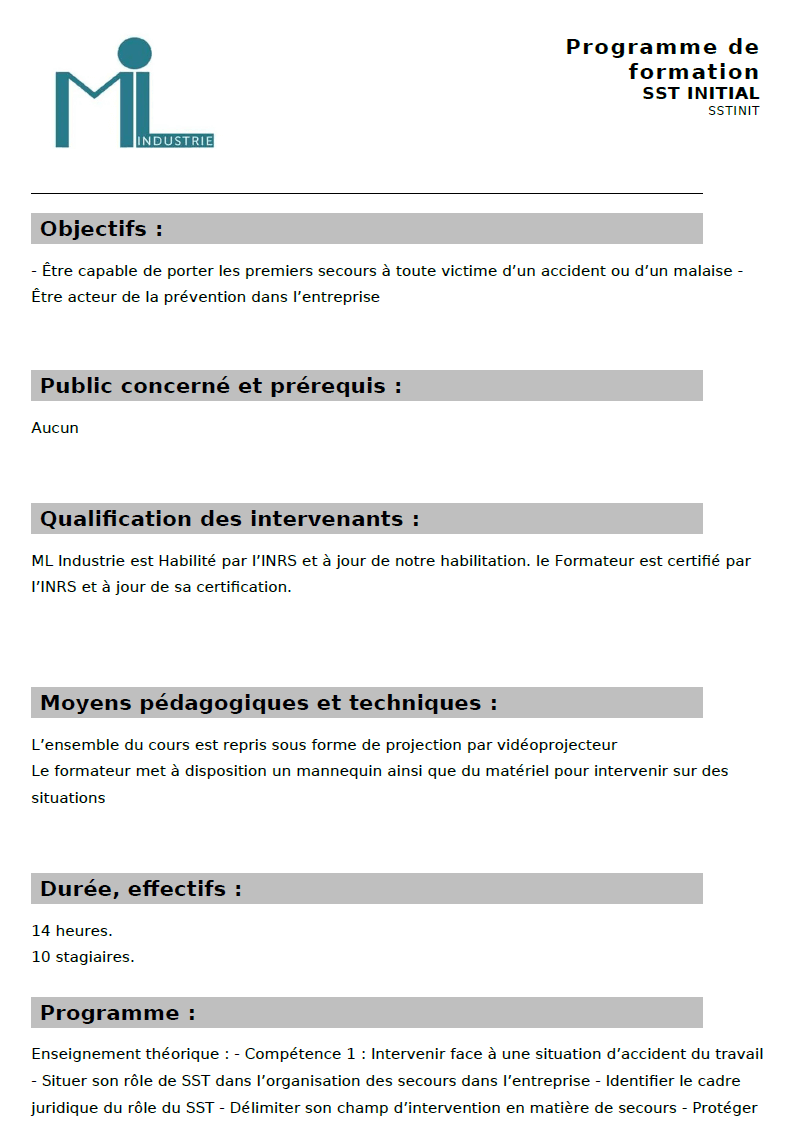 ML
INDUSTRIE
Programme de
formation
SST INITIAL
SSTINIT
Objectifs :
- Être capable de porter les premiers secours à toute victime d’un accident ou d’un malaise -
Être acteur de la prévention dans l’entreprise
Public concerné et prérequis :
Aucun
Qualification des intervenants :
ML Industrie est Habilité par l’INRS et à jour de notre habilitation. le Formateur est certifié par
l’INRS et à jour de sa certification.
Moyens pédagogiques et techniques :
L’ensemble du cours est repris sous forme de projection par vidéoprojecteur
Le formateur met à disposition un mannequin ainsi que du matériel pour intervenir sur des
situations
Durée, effectifs :
14 heures.
10 stagiaires.
Programme :
Enseignement théorique : - Compétence 1 : Intervenir face à une situation d’accident du travail
- Situer son rôle de SST dans l’organisation des secours dans l’entreprise - Identifier le cadre
juridique du rôle du SST - Délimiter son champ d’intervention en matière de secours - Protéger